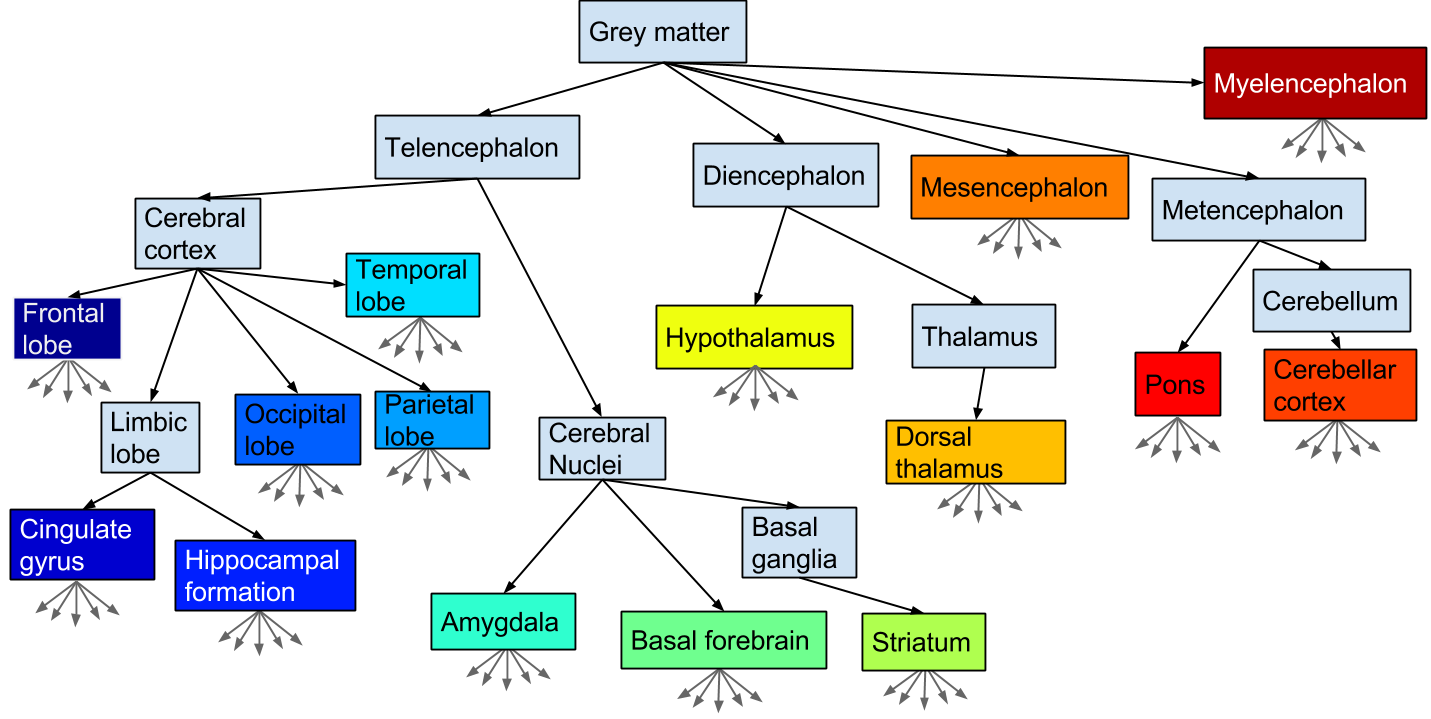 Grey matter
Myelencephalon
Telencephalon
Diencephalon
Mesencephalon
Metencephalon
Cerebral
cortex
Temporal
lobe
Frontal
lobe
Hypothalamus
Thalamus
Cerebellum
Pons
Cerebellar
cortex
Limbic
lobe
Occipital
lobe
Parietal
lobe
Cerebral
Nuclei
Dorsal
thalamus
Cingulate
gyrus
Hippocampal
formation
Basal
ganglia
Amygdala
Basal forebrain
Striatum